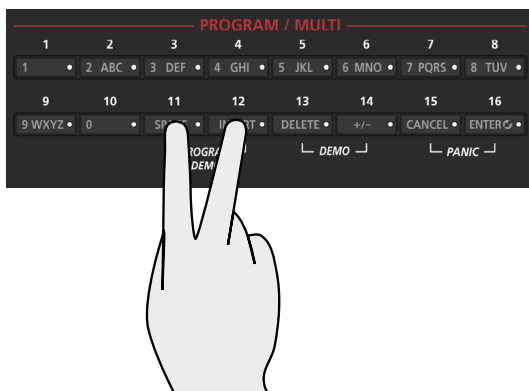 PROGRAM / MULTI
1 2 3 4 5 6 7 8
1 2 ABC 3 DEF 4 GHI 5 JKL 6 MNO 7 PQRS 8 TUV
9 10 11 12 13 14 15 16
9 WXYZ 0 DELETE +/– CANCEL ENTER
DEMO PANIC
DEMO